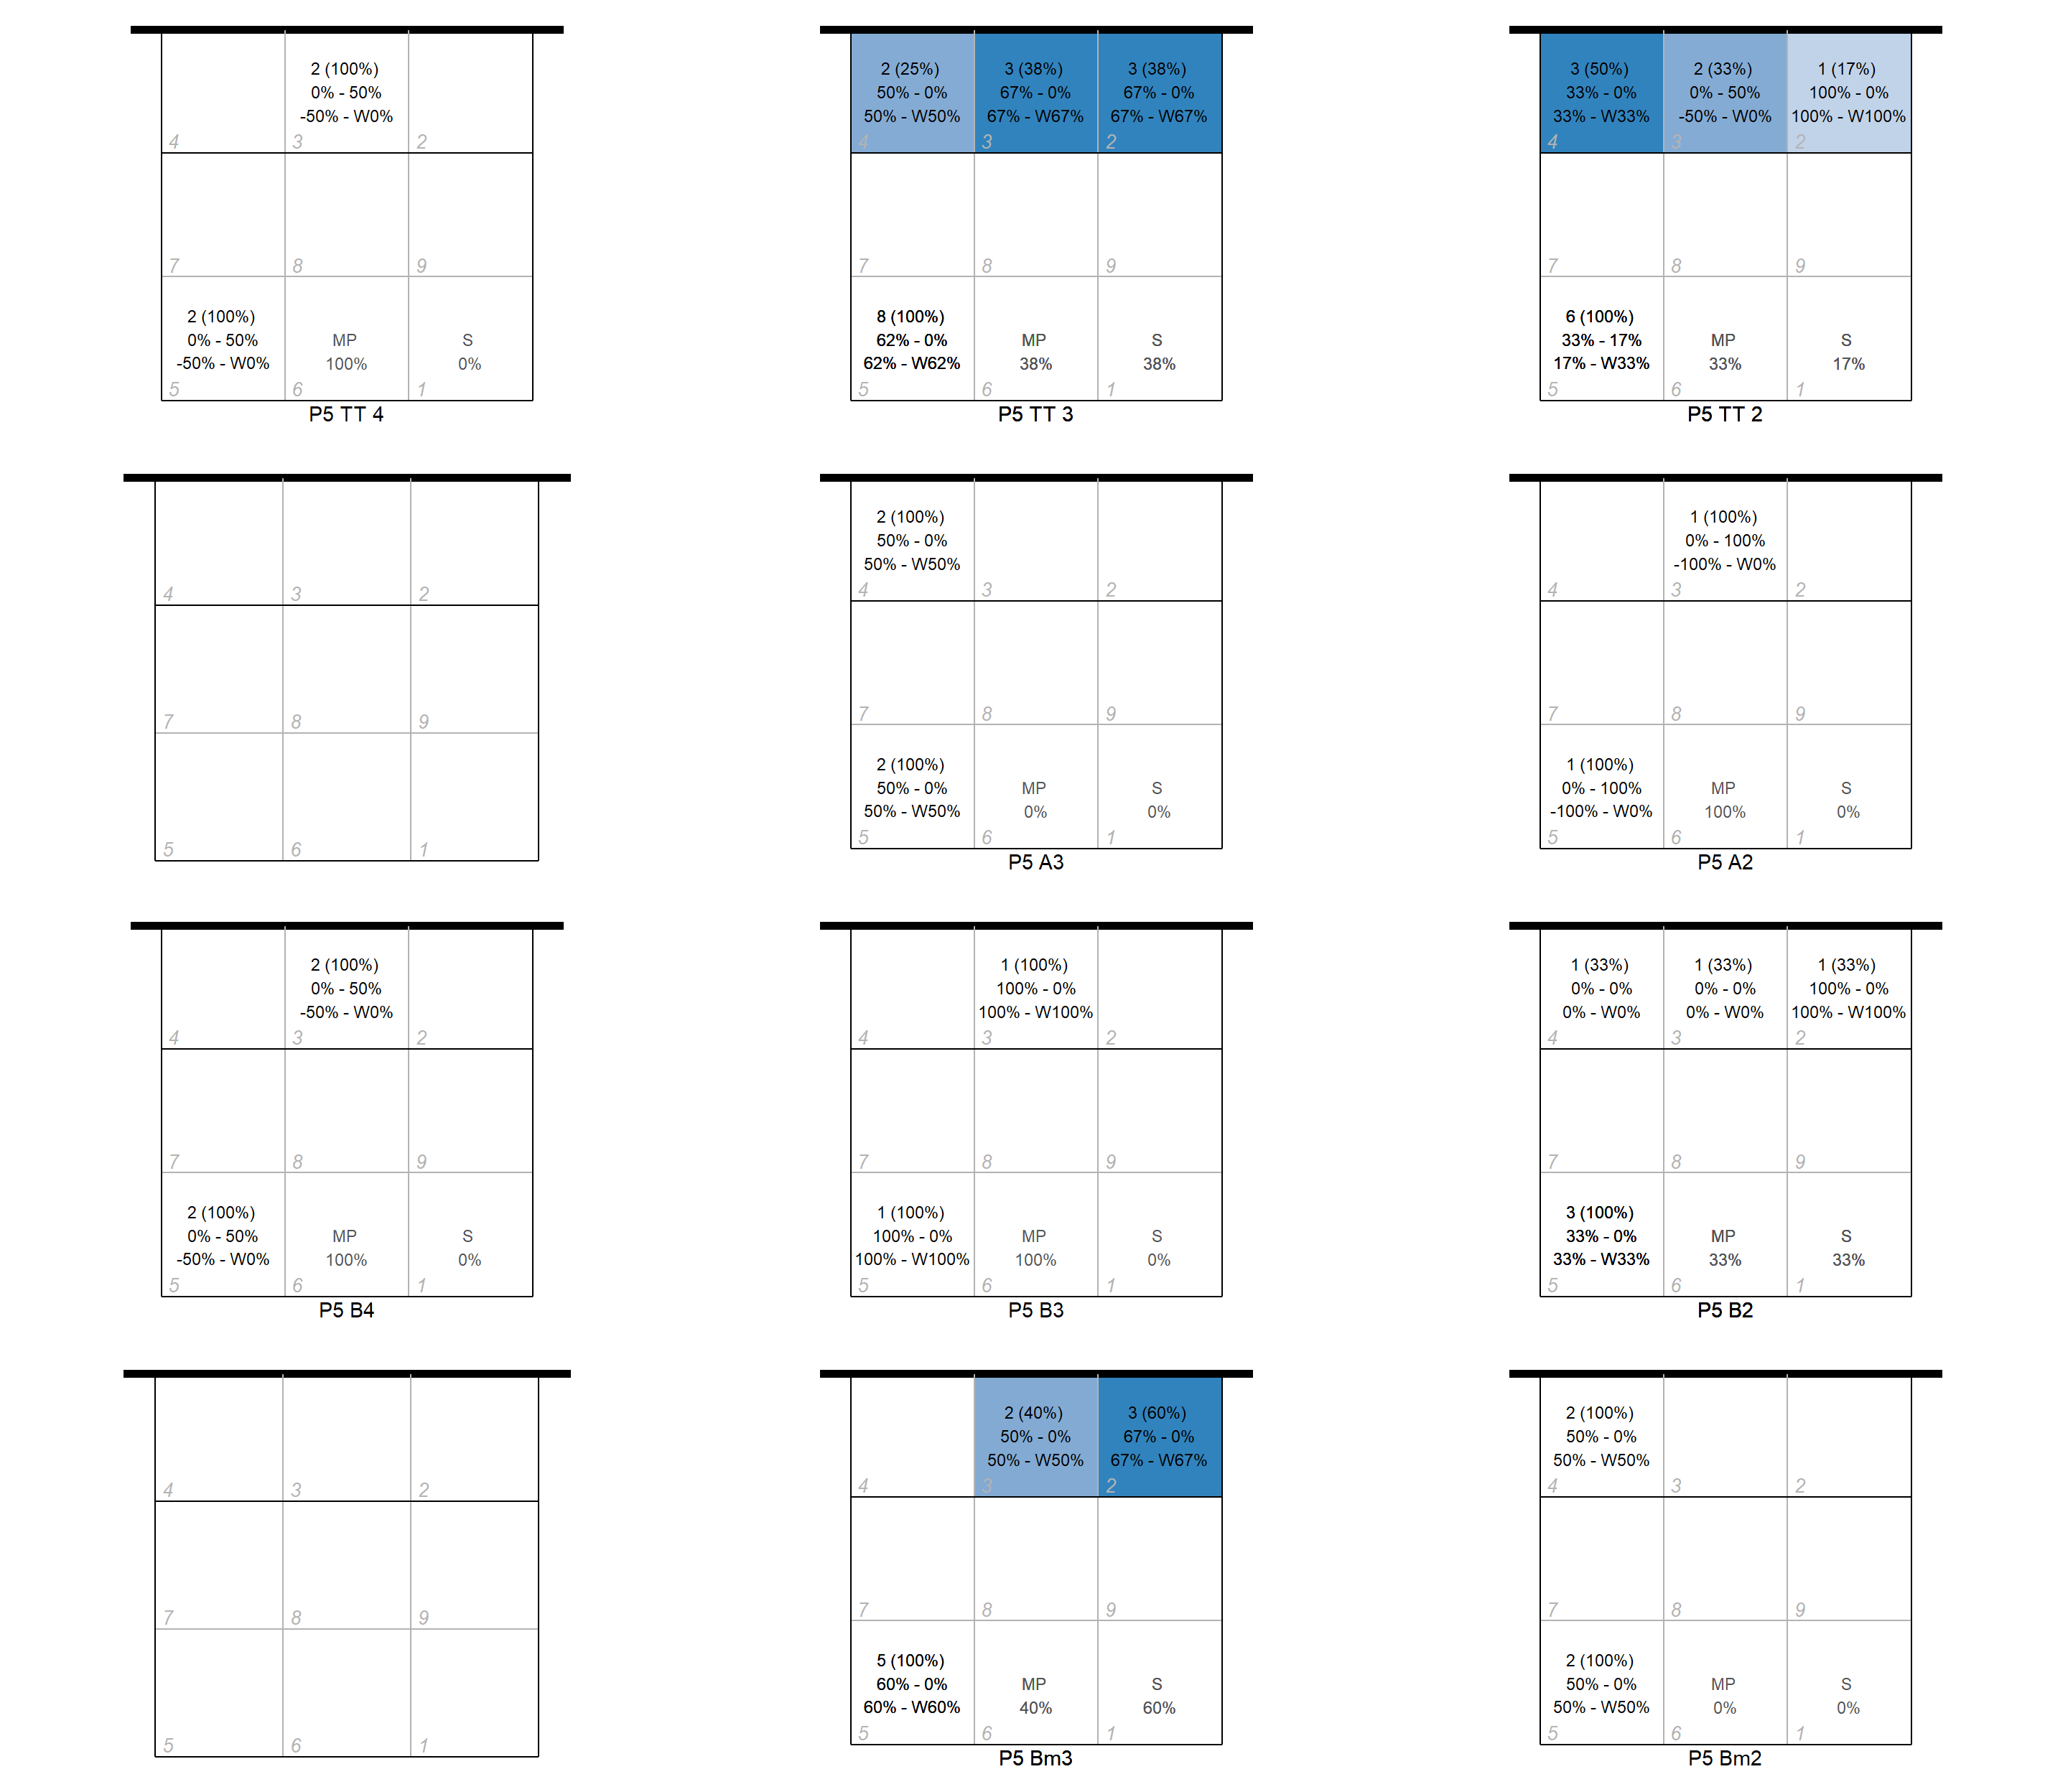 2 (100%)
0% - 50%
-50% - W0%
4 3 2
7 8 9
2 (100%)
0% - 50% MP S
-50% - W0% 100% 0%
5 6 1
P5 TT 4
2 (25%) 3 (38%) 3 (38%)
50% - 0% 67% - 0% 67% - 0%
50% - W50% 67% - W67% 67% - W67%
4 3 2
7 8 9
8 (100%)
62% - 0% MP S
62% - W62% 38% 38%
5 6 1
P5 TT 3
3 (50%) 2 (33%) 1 (17%)
33% - 0% 0% - 50% 100% - 0%
33% - W33% -50% - W0% 100% - W100%
4 3 2
7 8 9
6 (100%)
33% - 17% MP S
17% - W33% 33% 17%
5 6 1
P5 TT 2
4 3 2
7 8 9
5 6 1
2 (100%)
50% - 0%
50% - W50%
4 3 2
7 8 9
2 (100%)
50% - 0% MP S
50% - W50% 0% 0%
5 6 1
P5 A3
1 (100%)
0% - 100%
-100% - W0%
4 3 2
7 8 9
1 (100%)
0% - 100% MP S
-100% - W0% 100% 0%
5 6 1
P5 A2
2 (100%)
0% - 50%
-50% - W0%
4 3 2
7 8 9
2 (100%)
0% - 50% MP S
-50% - W0% 100% 0%
5 6 1
P5 B4
1 (100%)
100% - 0%
100% - W100%
4 3 2
7 8 9
1 (100%)
100% - 0% MP S
100% - W100% 100% 0%
5 6 1
P5 B3
1 (33%) 1 (33%) 1 (33%)
0% - 0% 0% - 0% 100% - 0%
0% - W0% 0% - W0% 100% - W100%
4 3 2
7 8 9
3 (100%)
33% - 0% MP S
33% - W33% 33% 33%
5 6 1
P5 B2
4 3 2
7 8 9
5 6 1
2 (40%) 3 (60%)
50% - 0% 67% - 0%
50% - W50% 67% - W67%
4 3 2
7 8 9
5 (100%)
60% - 0% MP S
60% - W60% 40% 60%
5 6 1
P5 Bm3
2 (100%)
50% - 0%
50% - W50%
4 3 2
7 8 9
2 (100%)
50% - 0% MP S
50% - W50% 0% 0%
5 6 1
P5 Bm2